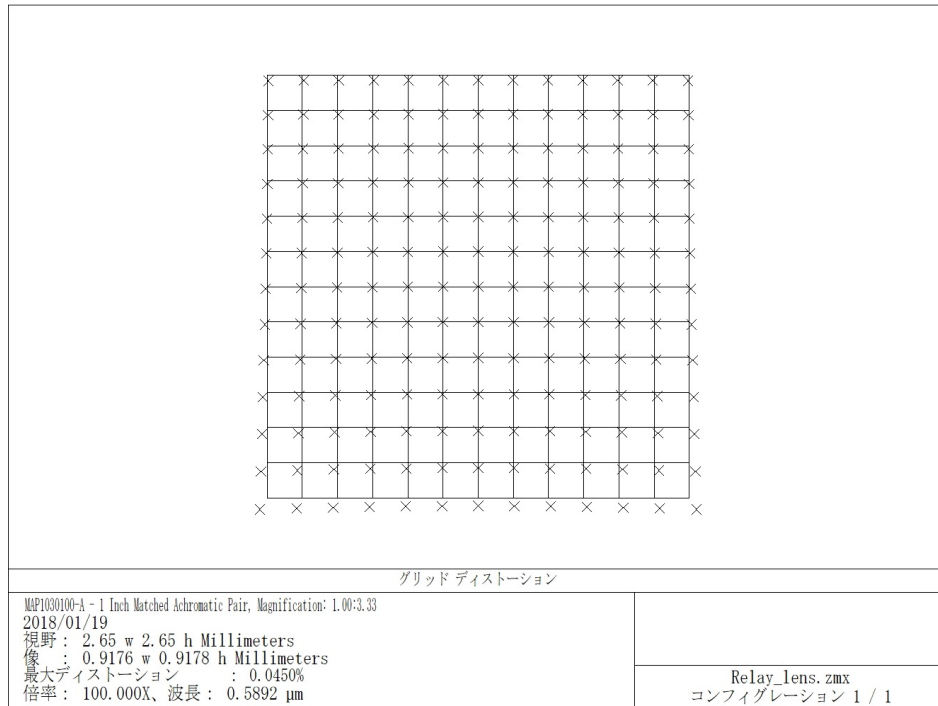 グリッド ディストーション
MAP1030100-A - 1 Inch Matched Achromatic Pair, Magnification: 1.00:3.33
2018/01/19
視野 : 2.65 w 2.65 h Millimeters
像 : 0.9176 w 0.9178 h Millimeters
最大ディストーション : 0.0450%
倍率 : 100.000X、波長 : 0.5892 µm
Relay_lens.zmx
コンフィグレーション 1 / 1